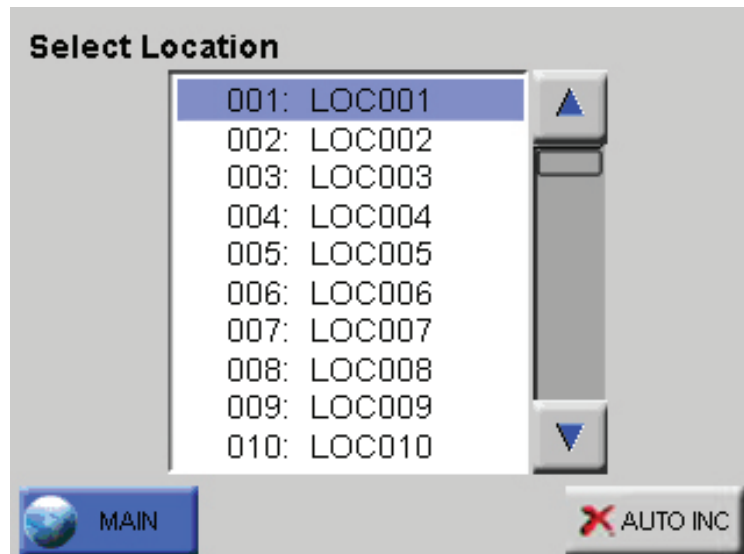 Select Location
001: LOC001
002: LOC002
003: LOC003
004: LOC004
005: LOC005
006: LOC006
007: LOC007
008: LOC008
009: LOC009
010: LOC010
MAIN
AUTO INC